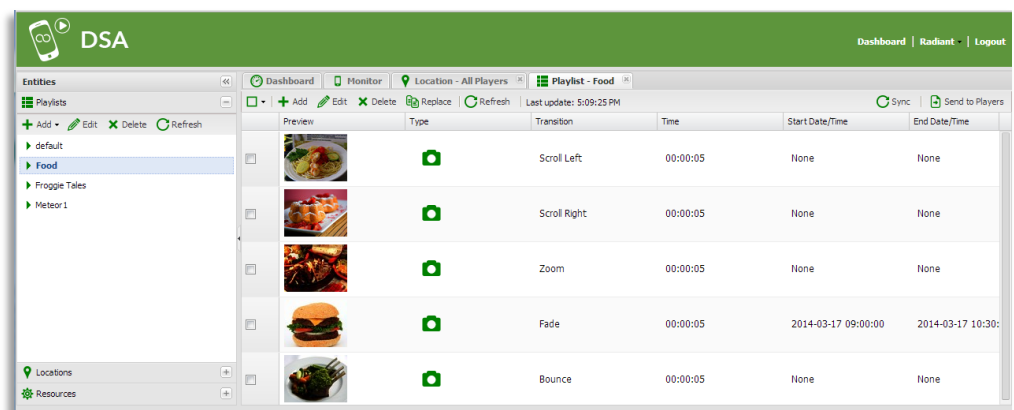 DSA
Dashboard | Radiant | Logout
Entities
Dashboard Monitor Location - All Players Playlist - Food
Playlists
Add Edit Delete Replace Refresh Last update: 5:09:25 PM Sync Send to Players
Add Edit Delete Refresh
Preview Type Transition Time Start Date/Time End Date/Time
default
Food
Froggie Tales
Meteor1
Scroll Left 00:00:05 None None
Scroll Right 00:00:05 None None
Zoom 00:00:05 None None
Fade 00:00:05 2014-03-17 09:00:00 2014-03-17 10:30:
Bounce 00:00:05 None None
Locations
Resources